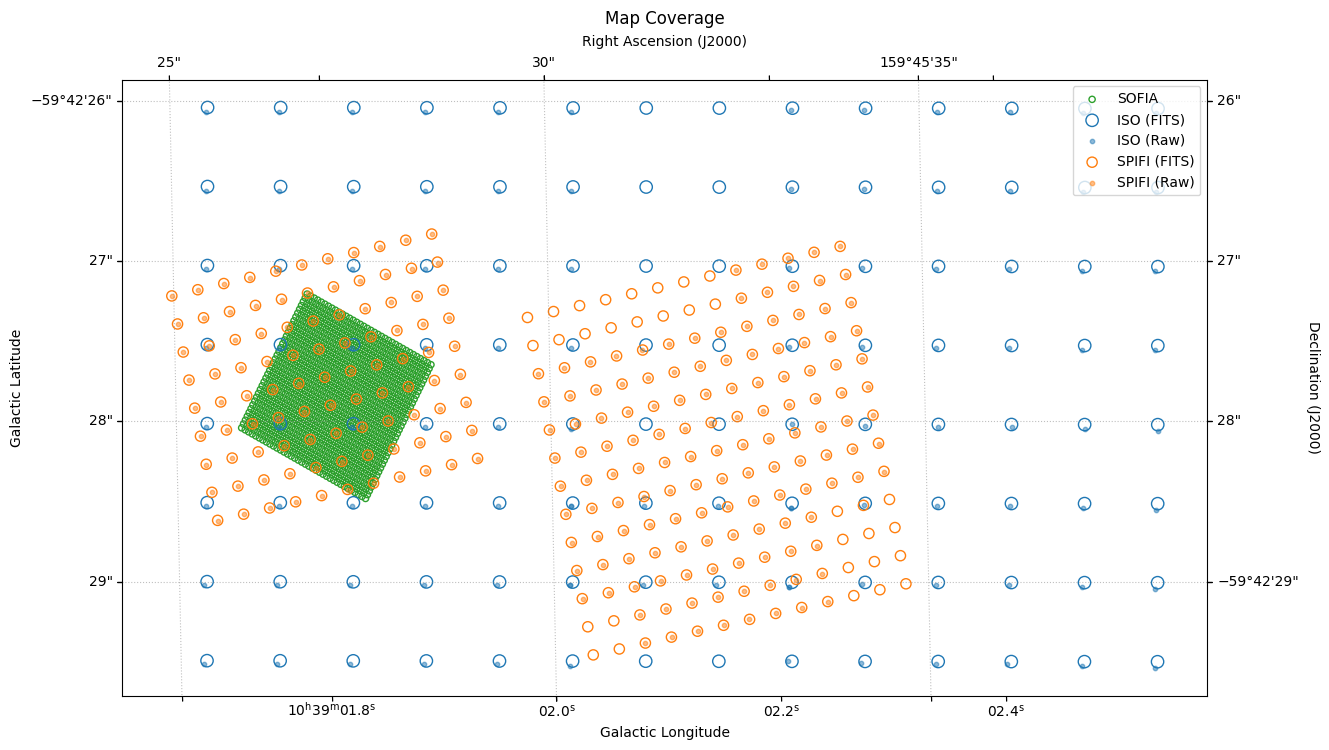 Map Coverage
Right Ascension (J2000)
25" 30" 159°45'35"
−59°42'26" 26"
SOFIA
ISO (FITS)
ISO (Raw)
SPIFI (FITS)
SPIFI (Raw)
27" 27"
Galactic Latitude
Declination (J2000)
28" 28"
29" −59°42'29"
10ʰ39ᵐ01.8ˢ 02.0ˢ 02.2ˢ 02.4ˢ
Galactic Longitude